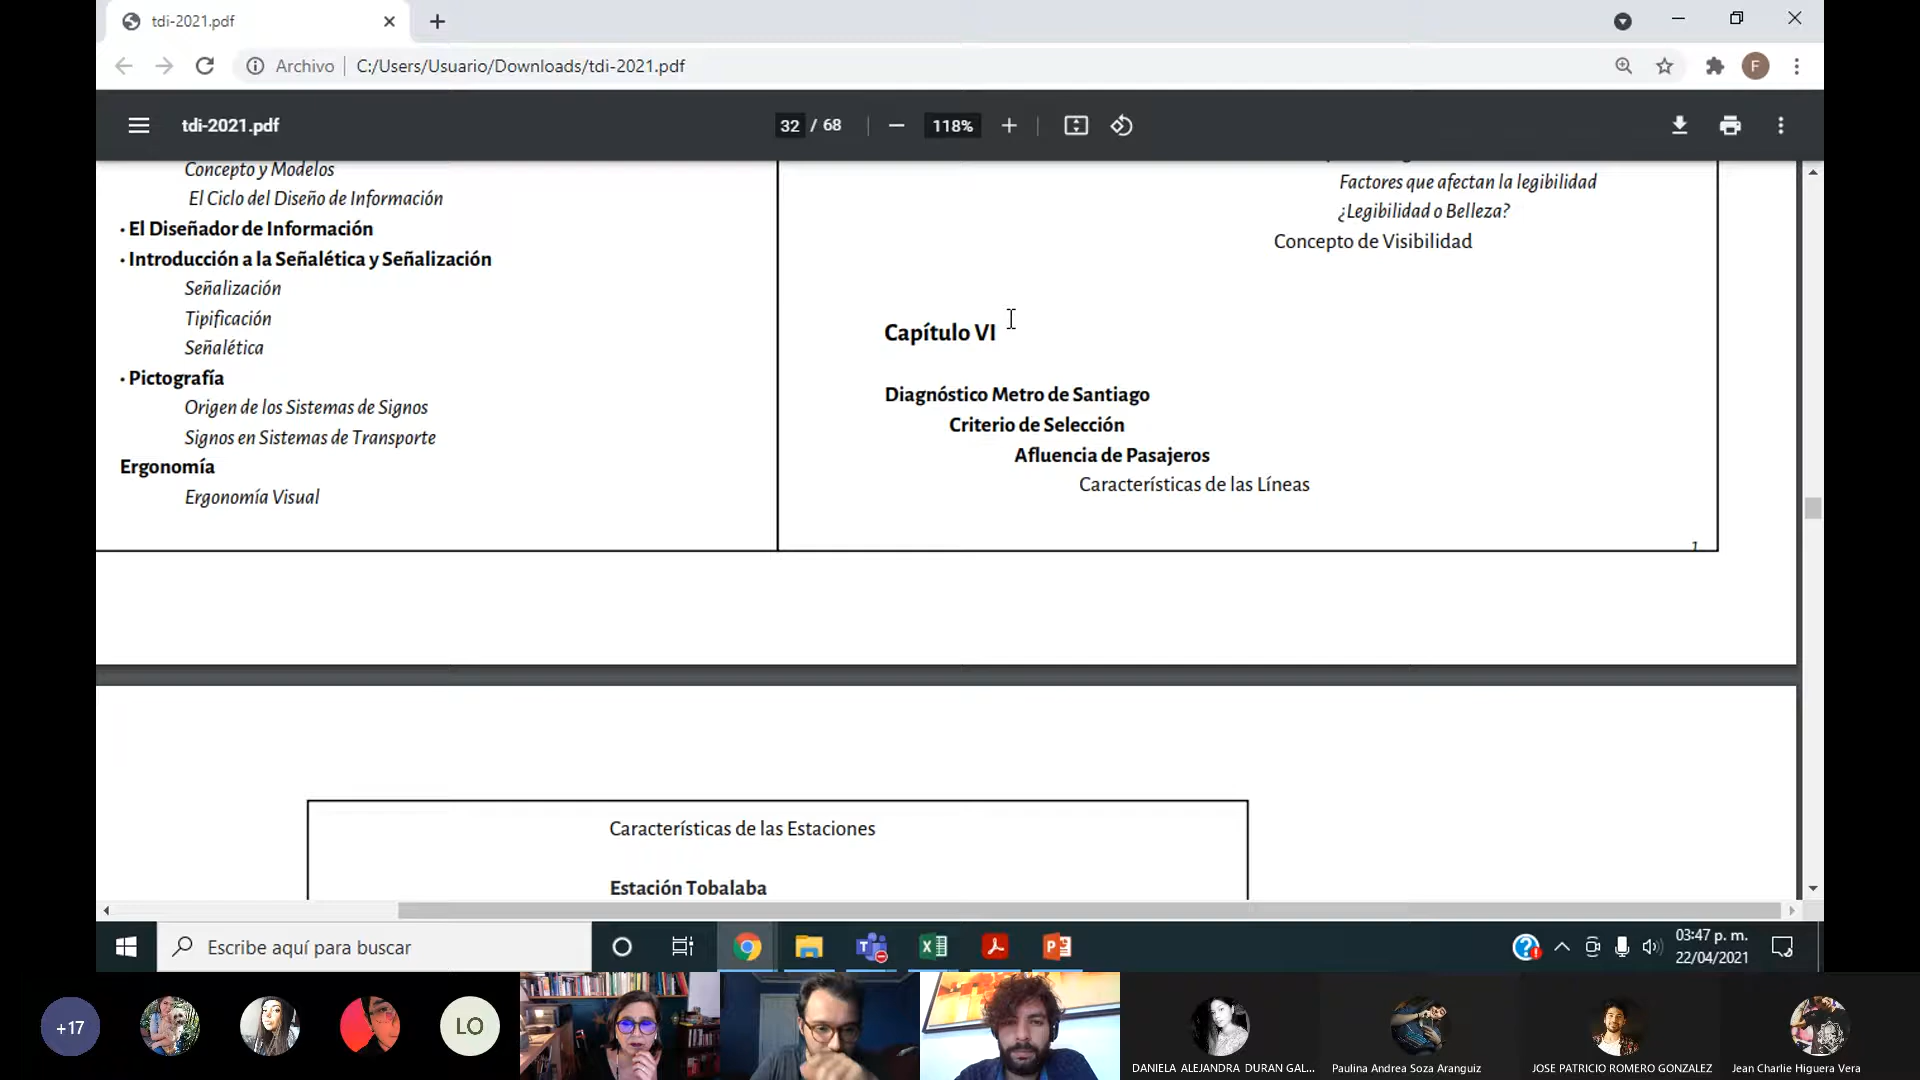 tdi-2021.pdf
Archivo
C:/Users/Usuario/Downloads/tdi-2021.pdf
F
tdi-2021.pdf
32 / 68
118%
Concepto y Modelos
El Ciclo del Diseño de Información
• El Diseñador de Información
• Introducción a la Señalética y Señalización
Señalización
Tipificación
Señalética
• Pictografía
Origen de los Sistemas de Signos
Signos en Sistemas de Transporte
Ergonomía
Ergonomía Visual
Factores que afectan la legibilidad
¿Legibilidad o Belleza?
Concepto de Visibilidad
Capítulo VI
Diagnóstico Metro de Santiago
Criterio de Selección
Afluencia de Pasajeros
Características de las Líneas
1
Características de las Estaciones
Estación Tobalaba
Escribe aquí para buscar
03:47 p. m.
22/04/2021
+17
LO
DANIELA ALEJANDRA DURAN GAL...
Paulina Andrea Soza Aranguiz
JOSE PATRICIO ROMERO GONZALEZ
Jean Charlie Higuera Vera